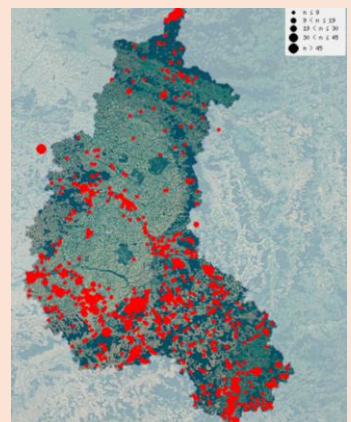 n ≤ 9
9 < n ≤ 19
19 < n ≤ 30
30 < n ≤ 45
n > 45